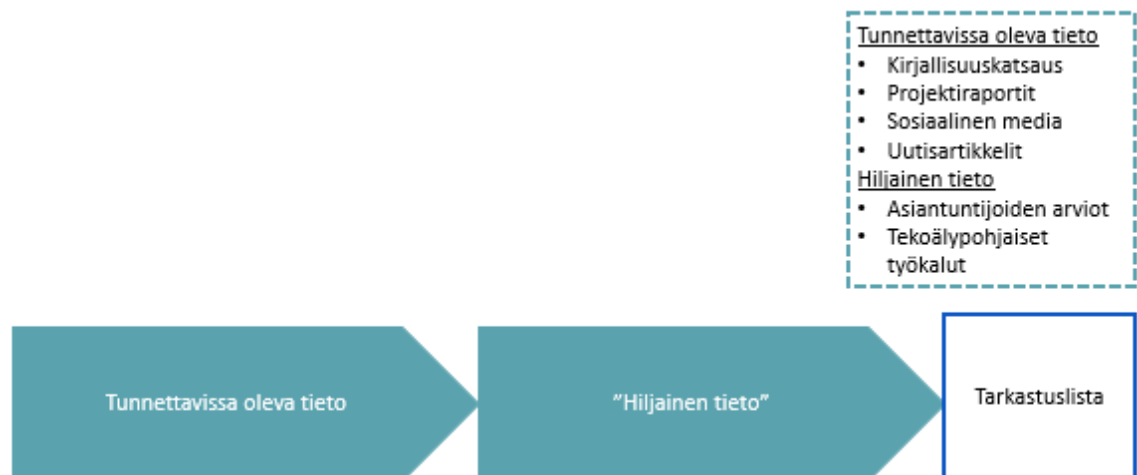 Tunnettavissa oleva tieto
• Kirjallisuuskatsaus
• Projektiraportit
• Sosiaalinen media
• Uutisartikkelit
Hiljainen tieto
• Asiantuntijoiden arviot
• Tekoälypohjaiset
työkalut
Tunnettavissa oleva tieto
”Hiljainen tieto”
Tarkastuslista